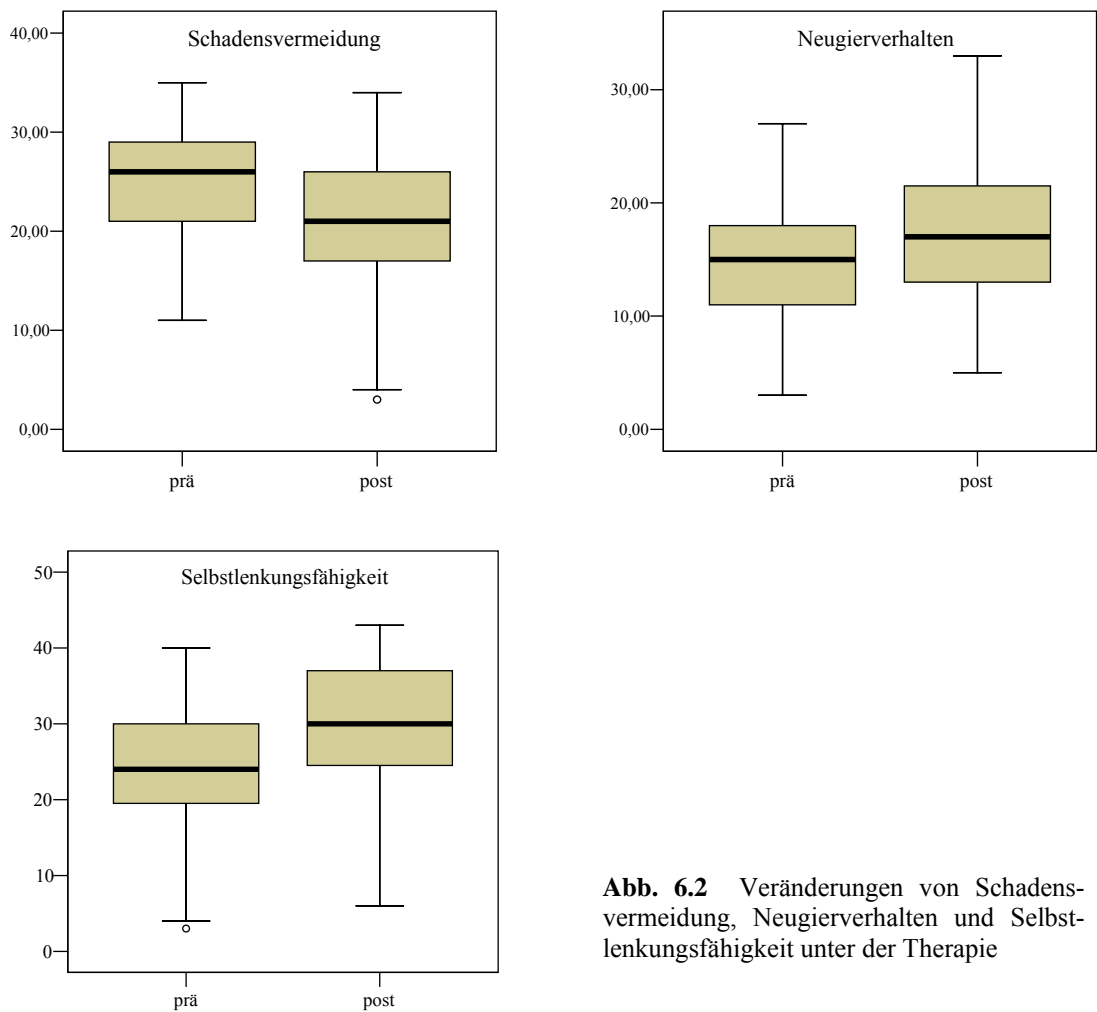 Schadensvermeidung
40,00
30,00
20,00
10,00
0,00
prä post
Neugierverhalten
30,00
20,00
10,00
0,00
prä post
Selbstlenkungsfähigkeit
50
40
30
20
10
0
prä post
Abb. 6.2 Veränderungen von Schadens-
vermeidung, Neugierverhalten und Selbst-
lenkungsfähigkeit unter der Therapie